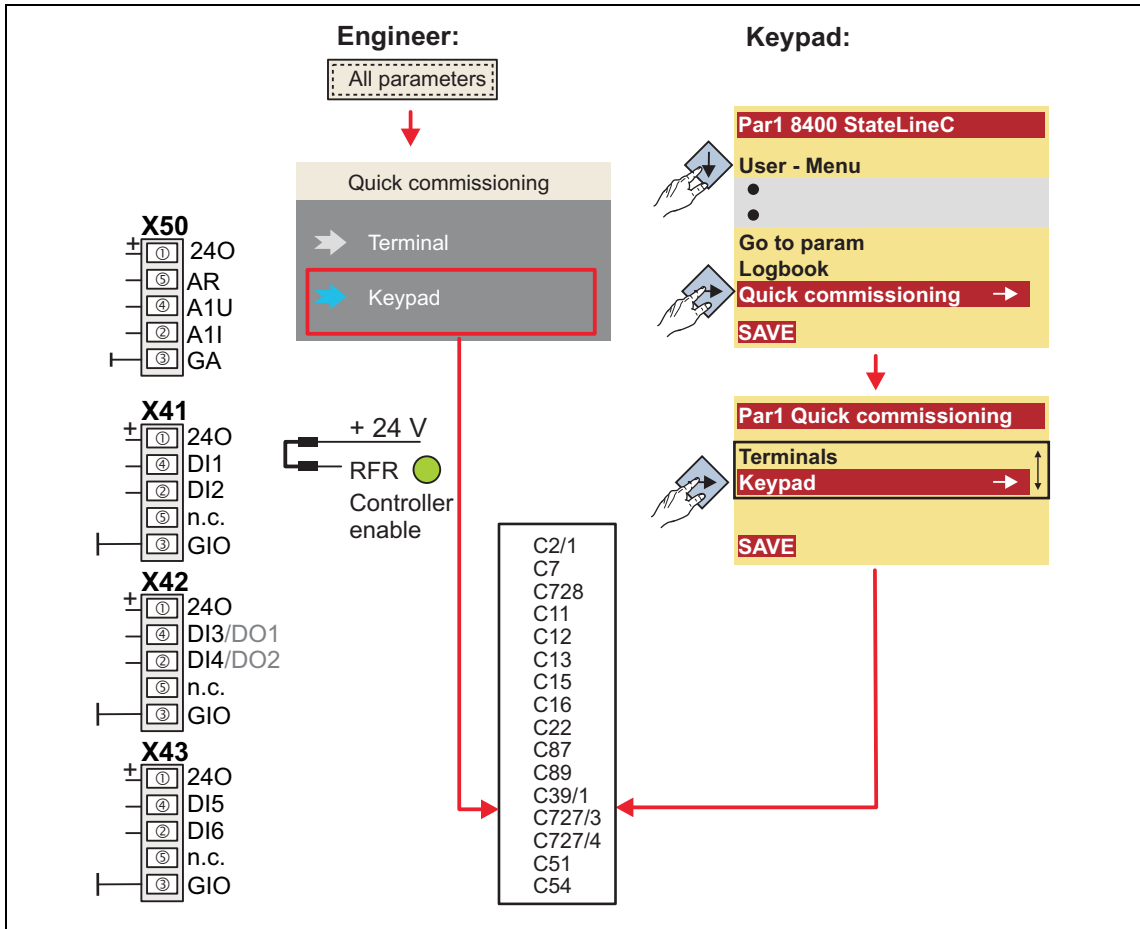 Engineer:
All parameters
Quick commissioning
Terminal
Keypad
Keypad:
Par1 8400 StateLineC
User - Menu
Go to param
Logbook
Quick commissioning
SAVE
Par1 Quick commissioning
Terminals
Keypad
SAVE
X50
+ ① 24O
⑤ AR
④ A1U
② A1I
③ GA
X41
+ ① 24O
④ DI1
② DI2
⑤ n.c.
③ GIO
+ 24 V
RFR
Controller
enable
X42
+ ① 24O
④ DI3/DO1
② DI4/DO2
⑤ n.c.
③ GIO
X43
+ ① 24O
④ DI5
② DI6
⑤ n.c.
③ GIO
C2/1
C7
C728
C11
C12
C13
C15
C16
C22
C87
C89
C39/1
C727/3
C727/4
C51
C54